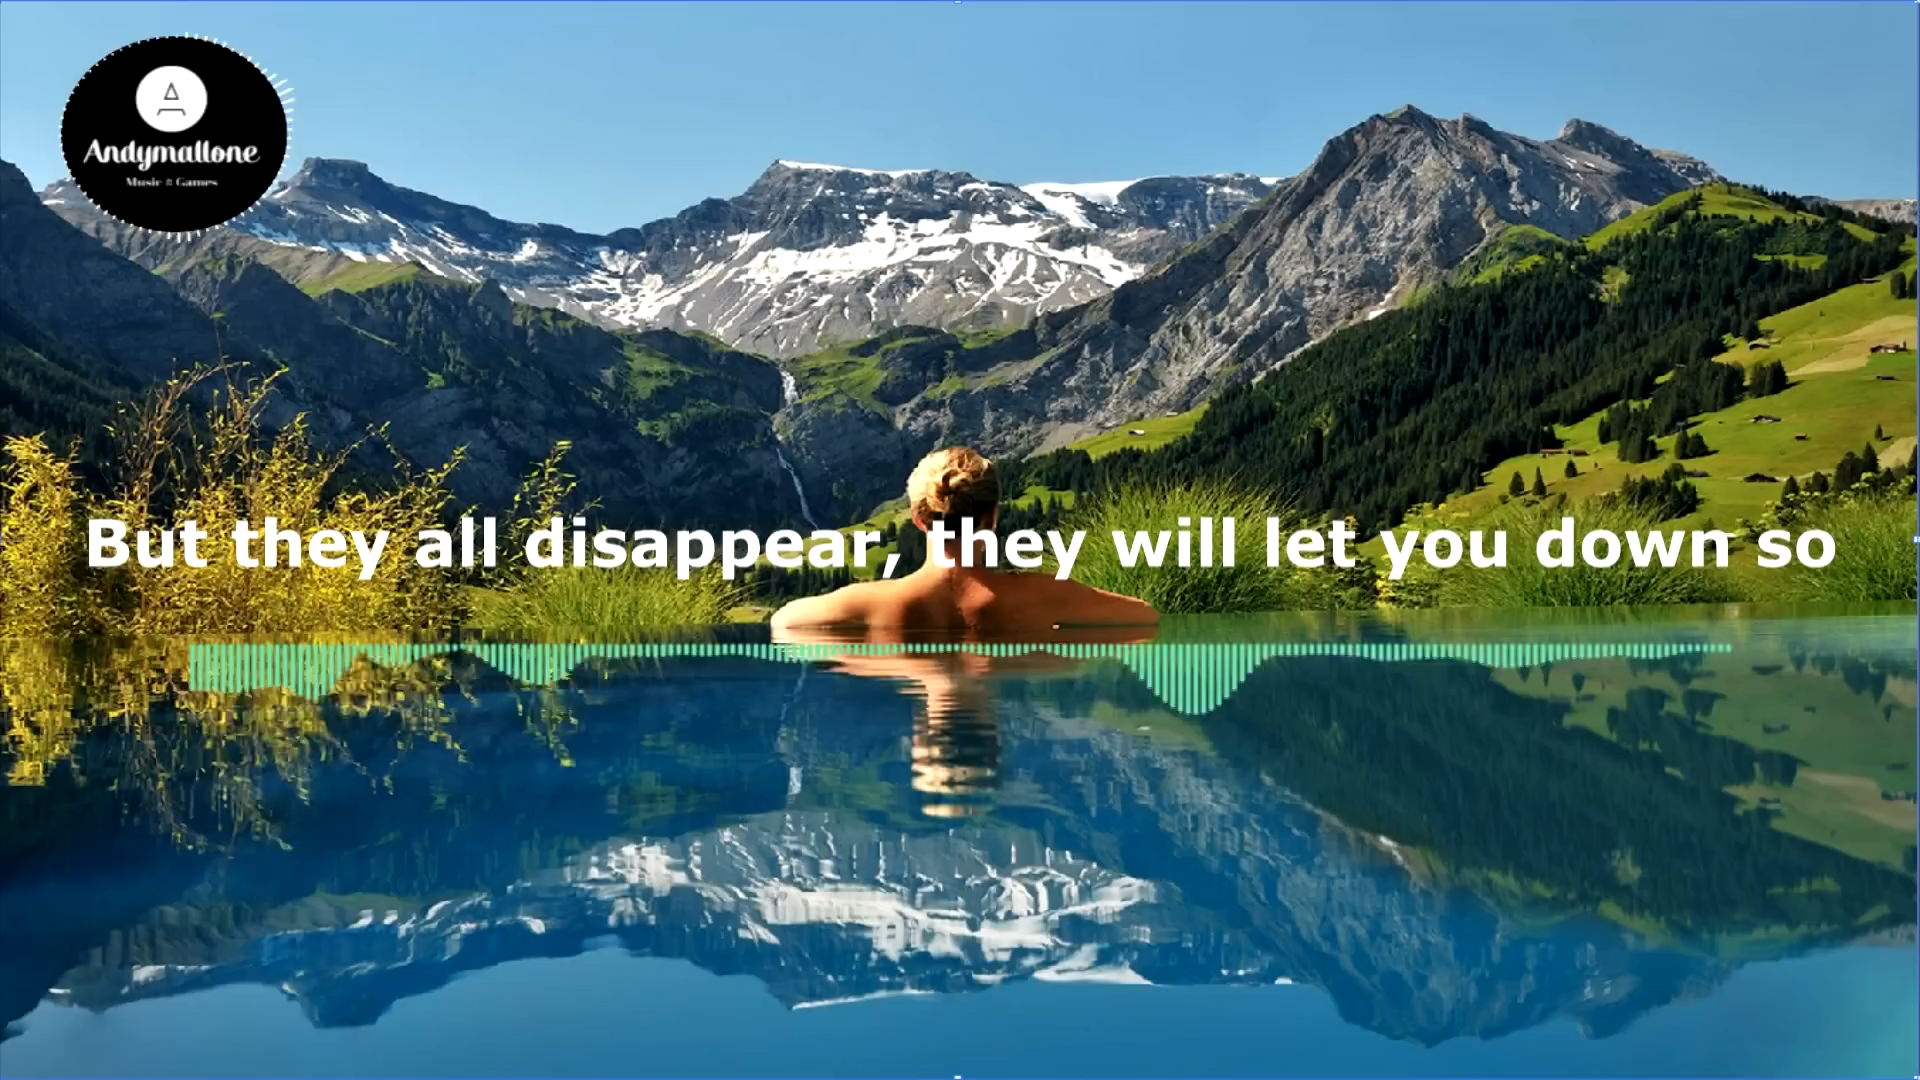 Andymallone
Music & Games
But they all disappear, they will let you down so